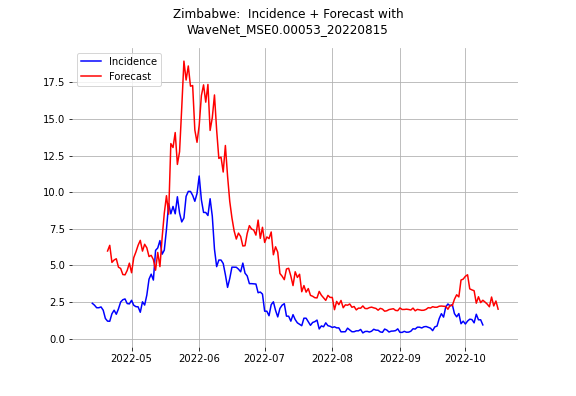 Zimbabwe:  Incidence + Forecast with
WaveNet_MSE0.00053_20220815
Incidence
Forecast
17.5
15.0
12.5
10.0
7.5
5.0
2.5
0.0
2022-05 2022-06 2022-07 2022-08 2022-09 2022-10